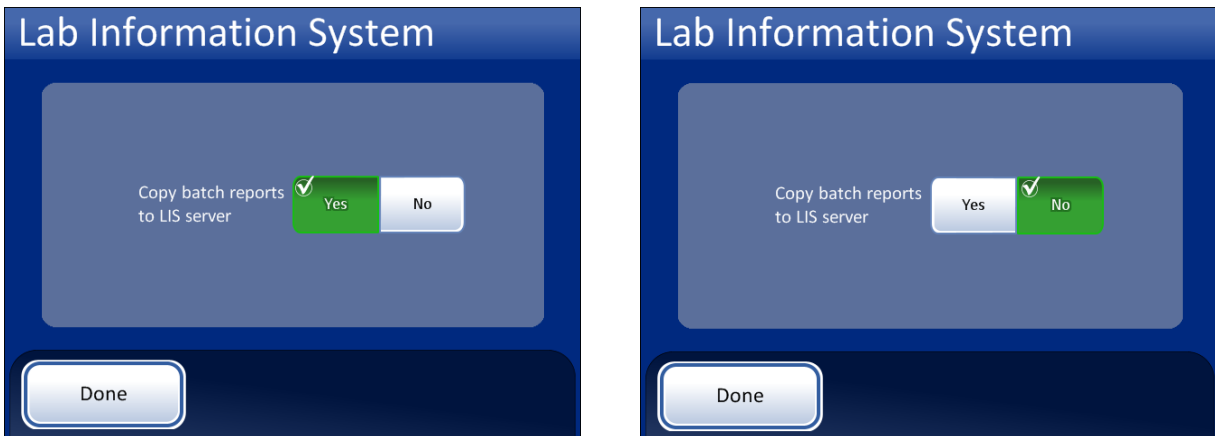 Lab Information System
Copy batch reports
to LIS server
Yes
No
Done
Lab Information System
Copy batch reports
to LIS server
Yes
No
Done